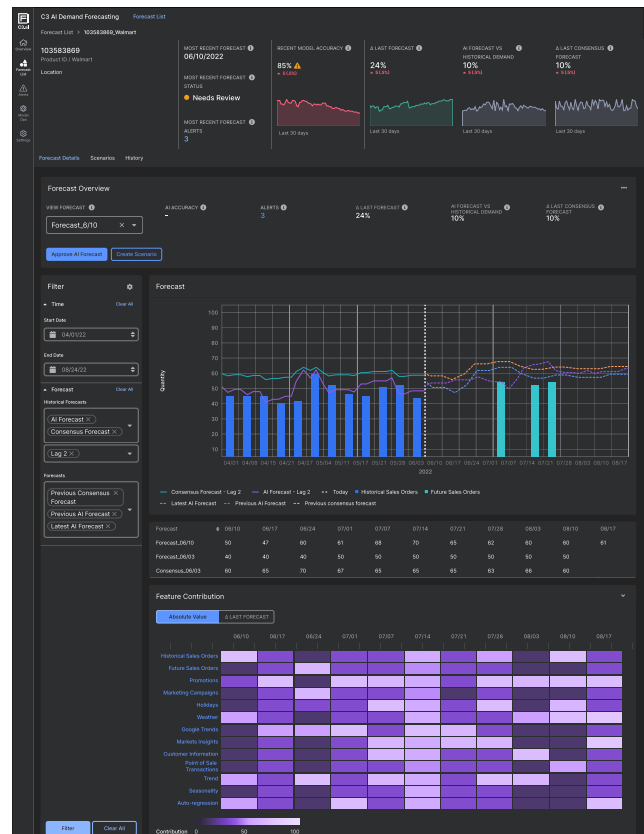 C3 AI Demand Forecasting Forecast List
C3.ai
Forecast List > 103583869_Walmart
Overview
Forecast List
Alerts
Model Ops
Settings
103583869
Product ID / Walmart
Location
MOST RECENT FORECAST
06/10/2022
MOST RECENT FORECAST STATUS
Needs Review
MOST RECENT FORECAST ALERTS
3
RECENT MODEL ACCURACY
85%
Last 30 days
Δ LAST FORECAST
24%
Last 30 days
AI FORECAST VS HISTORICAL DEMAND
10%
Last 30 days
Δ LAST CONSENSUS FORECAST
10%
Last 30 days
Forecast Details Scenarios History
Forecast Overview
VIEW FORECAST
Forecast_6/10
AI ACCURACY
-
ALERTS
3
Δ LAST FORECAST
24%
AI FORECAST VS HISTORICAL DEMAND
10%
Δ LAST CONSENSUS FORECAST
10%
Approve AI Forecast Create Scenario
Filter
Time Clear All
Start Date
04/01/22
End Date
08/24/22
Forecast Clear All
Historical Forecasts
AI Forecast ×
Consensus Forecast ×
Lag 2 ×
Forecasts
Previous Consensus Forecast ×
Previous AI Forecast ×
Latest AI Forecast ×
Filter Clear All
Forecast
Quantity
100
90
80
70
60
50
40
30
20
10
04/01 04/08 04/15 04/21 04/27 05/04 05/11 05/17 05/21 05/28 06/03 06/10 06/17 06/24 07/01 07/07 07/14 07/21 07/28 08/03 08/10 08/17
2022
Consensus Forecast - Lag 2 AI Forecast - Lag 2 Today Historical Sales Orders Future Sales Orders
Latest AI Forecast Previous AI Forecast Previous consensus forecast
Forecast 06/10 06/17 06/24 07/01 07/07 07/14 07/21 07/28 08/03 08/10 08/17
Forecast_06/10 50 47 60 61 68 70 65 62 60 60 61
Forecast_06/03 40 40 40 50 50 50 50 50 50 50
Consensus_06/03 60 65 70 67 65 65 65 63 66 60
Feature Contribution
Absolute Value Δ LAST FORECAST
06/10 06/17 06/24 07/01 07/07 07/14 07/21 07/28 08/03 08/10 08/17
Historical Sales Orders
Future Sales Orders
Promotions
Marketing Campaigns
Holidays
Weather
Google Trends
Markets Insights
Customer Information
Point of Sale Transactions
Trend
Seasonality
Auto-regression
Contribution 0 50 100